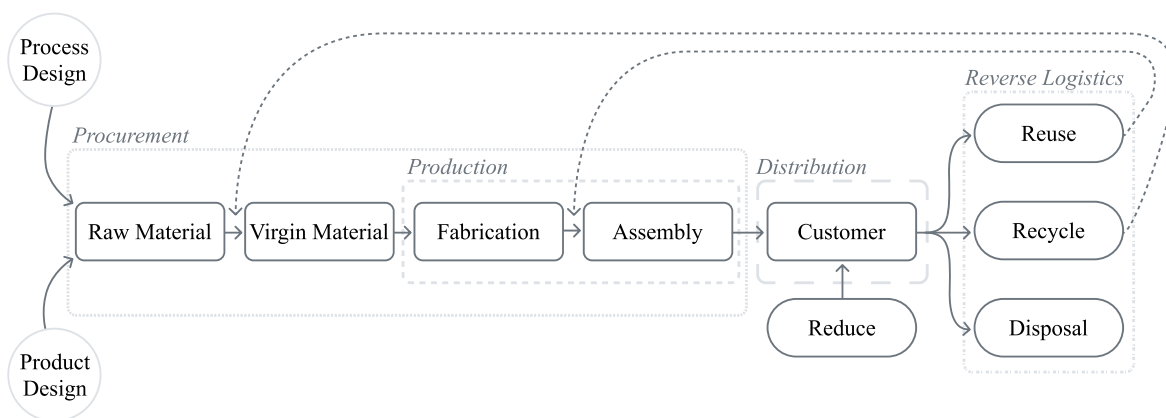 Process
Design
Reverse Logistics
Reuse
Procurement
Production
Distribution
Raw Material
Virgin Material
Fabrication
Assembly
Customer
Recycle
Reduce
Disposal
Product
Design